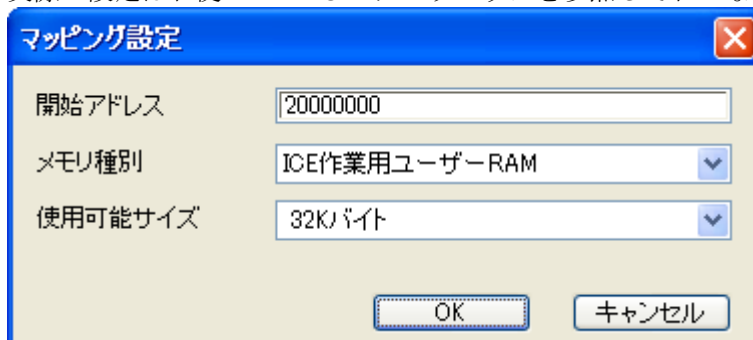 マッピング設定
開始アドレス 20000000
メモリ種別 ICE作業用ユーザーRAM
使用可能サイズ 32Kバイト
OK キャンセル